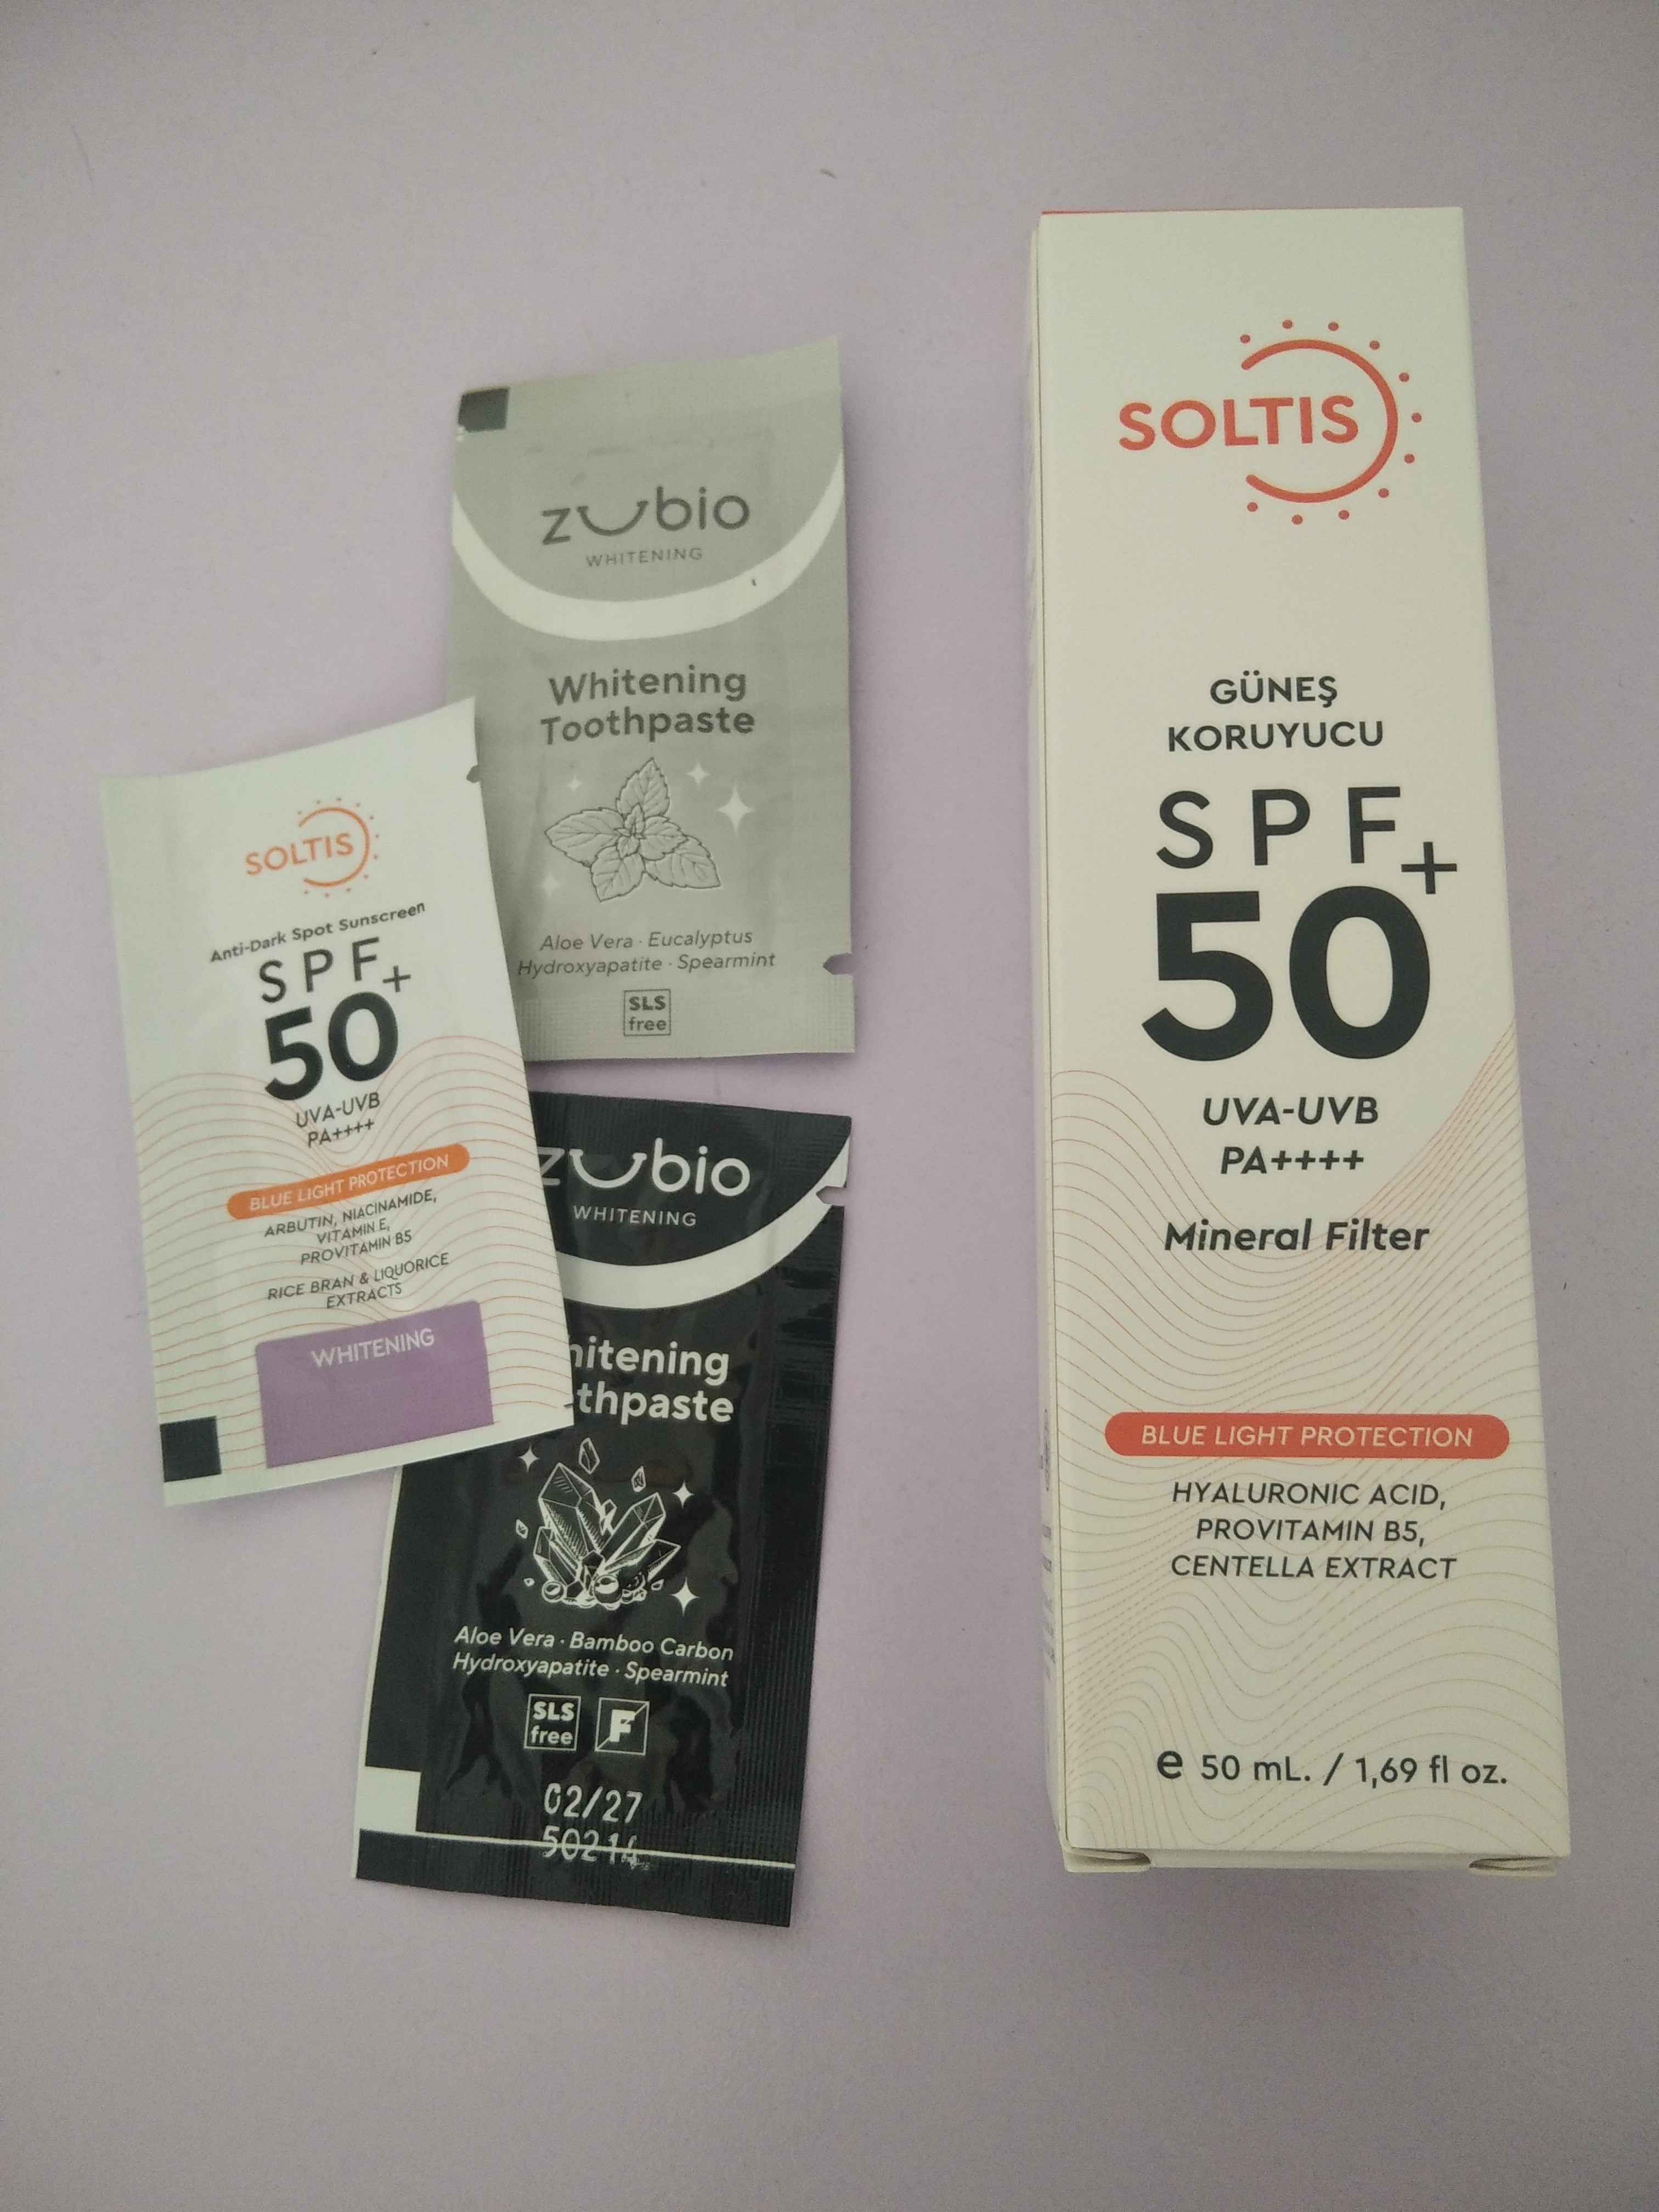 zubio
WHITENING
Whitening
Toothpaste
Aloe Vera · Eucalyptus
Hydroxyapatite · Spearmint
SLS
free
SOLTIS
Anti-Dark Spot Sunscreen
SPF+
50
UVA-UVB
PA++++
BLUE LIGHT PROTECTION
ARBUTIN, NIACINAMIDE,
VITAMIN E,
PROVITAMIN B5
RICE BRAN & LIQUORICE
EXTRACTS
WHITENING
zubio
WHITENING
hitening
thpaste
Aloe Vera · Bamboo Carbon
Hydroxyapatite · Spearmint
SLS
free
F
02/27
50214
SOLTIS
GÜNEŞ
KORUYUCU
SPF+
50
UVA-UVB
PA++++
Mineral Filter
BLUE LIGHT PROTECTION
HYALURONIC ACID,
PROVITAMIN B5,
CENTELLA EXTRACT
e 50 mL. / 1,69 fl oz.